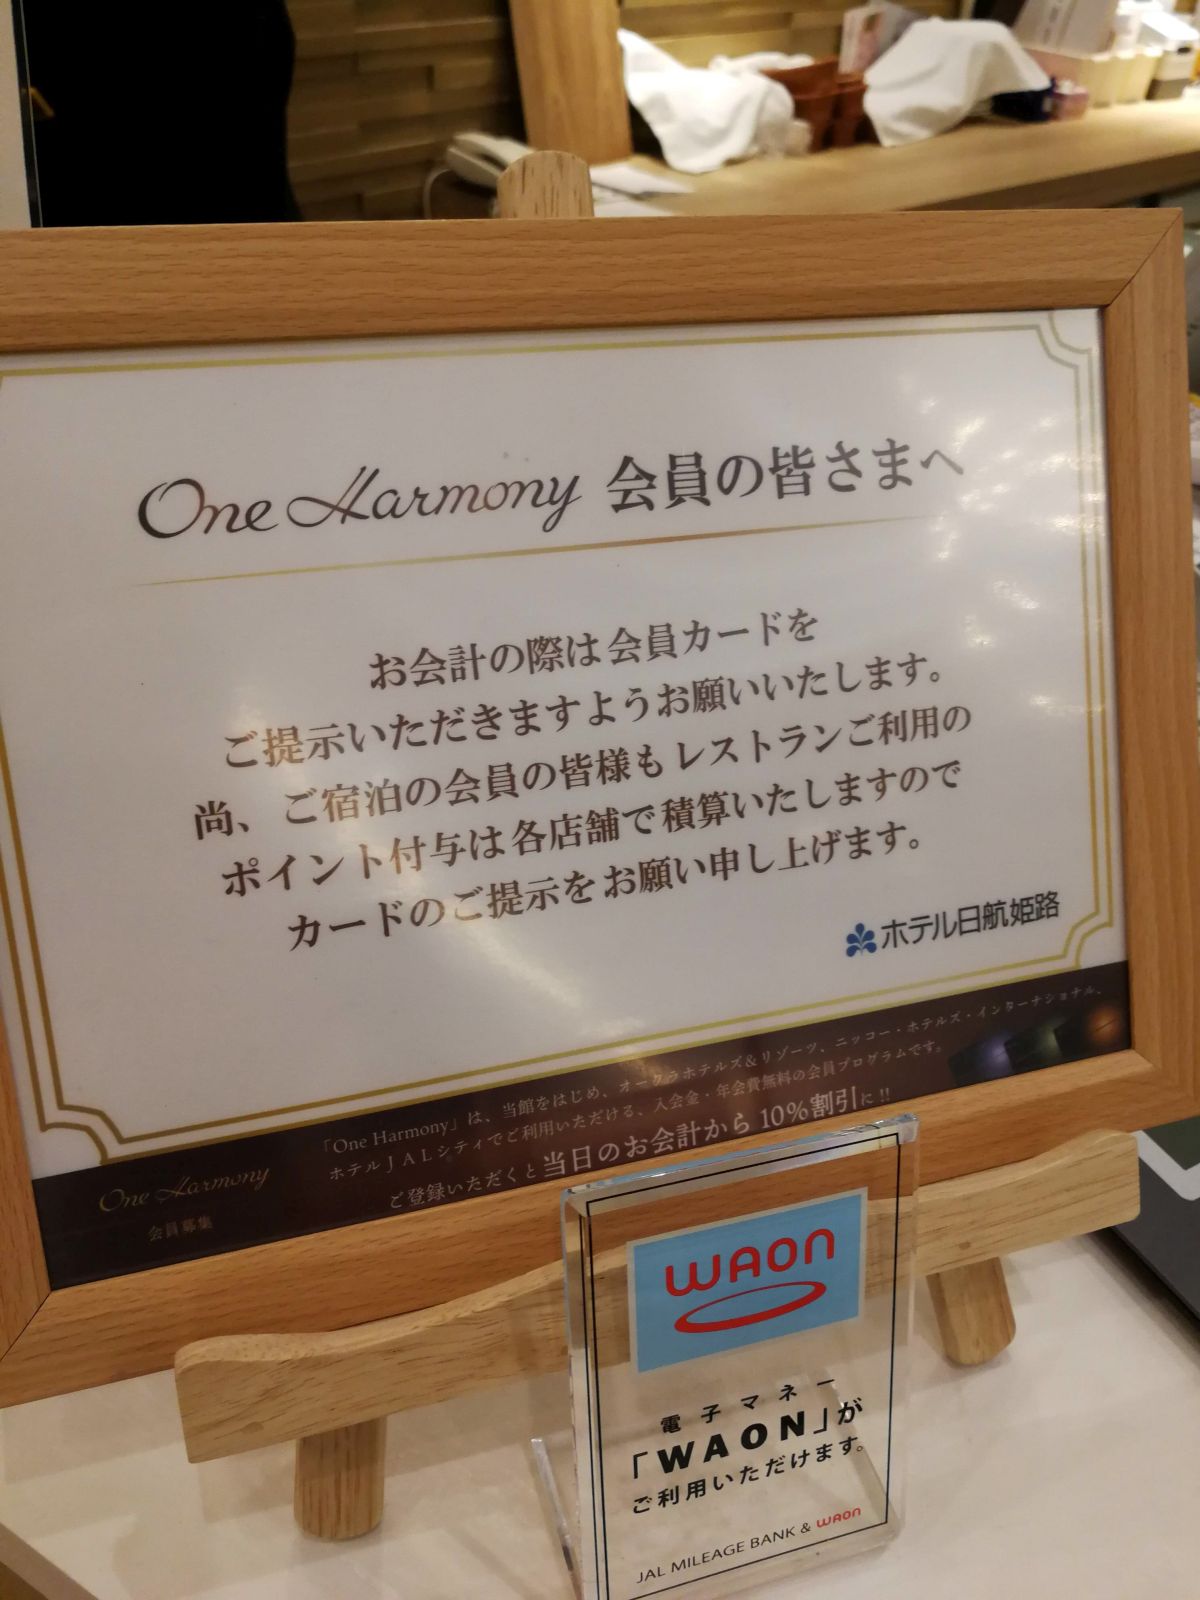 One Harmony 会員の皆さまへ
お会計の際は会員カードを
ご提示いただきますようお願いいたします。
尚、ご宿泊の会員の皆様もレストランご利用の
ポイント付与は各店舗で積算いたしますので
カードのご提示をお願い申し上げます。
ホテル日航姫路
One Harmony
会員募集
「One Harmony」は、当館をはじめ、オークラホテルズ&リゾーツ、ニッコー・ホテルズ・インターナショナル、
ホテルJALシティでご利用いただける、入会金・年会費無料の会員プログラムです。
ご登録いただくと当日のお会計から10%割引に!!
WAON
電子マネー
「WAON」が
ご利用いただけます。
JAL MILEAGE BANK & WAON